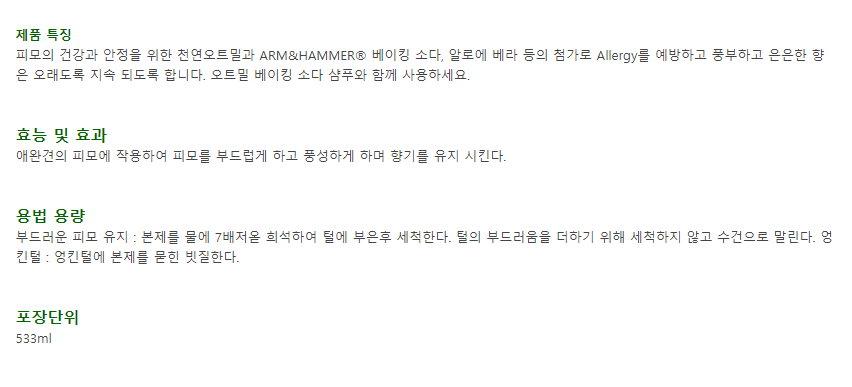 제품 특징
피모의 건강과 안정을 위한 천연오트밀과 ARM&HAMMER® 베이킹 소다, 알로에 베라 등의 첨가로 Allergy를 예방하고 풍부하고 은은한 향
은 오래도록 지속 되도록 합니다. 오트밀 베이킹 소다 샴푸와 함께 사용하세요.
효능 및 효과
애완견의 피모에 작용하여 피모를 부드럽게 하고 풍성하게 하며 향기를 유지 시킨다.
용법 용량
부드러운 피모 유지 : 본제를 물에 7배저욷 희석하여 털에 부은후 세척한다. 털의 부드러움을 더하기 위해 세척하지 않고 수건으로 말린다. 엉
킨털 : 엉킨털에 본제를 묻힌 빗질한다.
포장단위
533ml